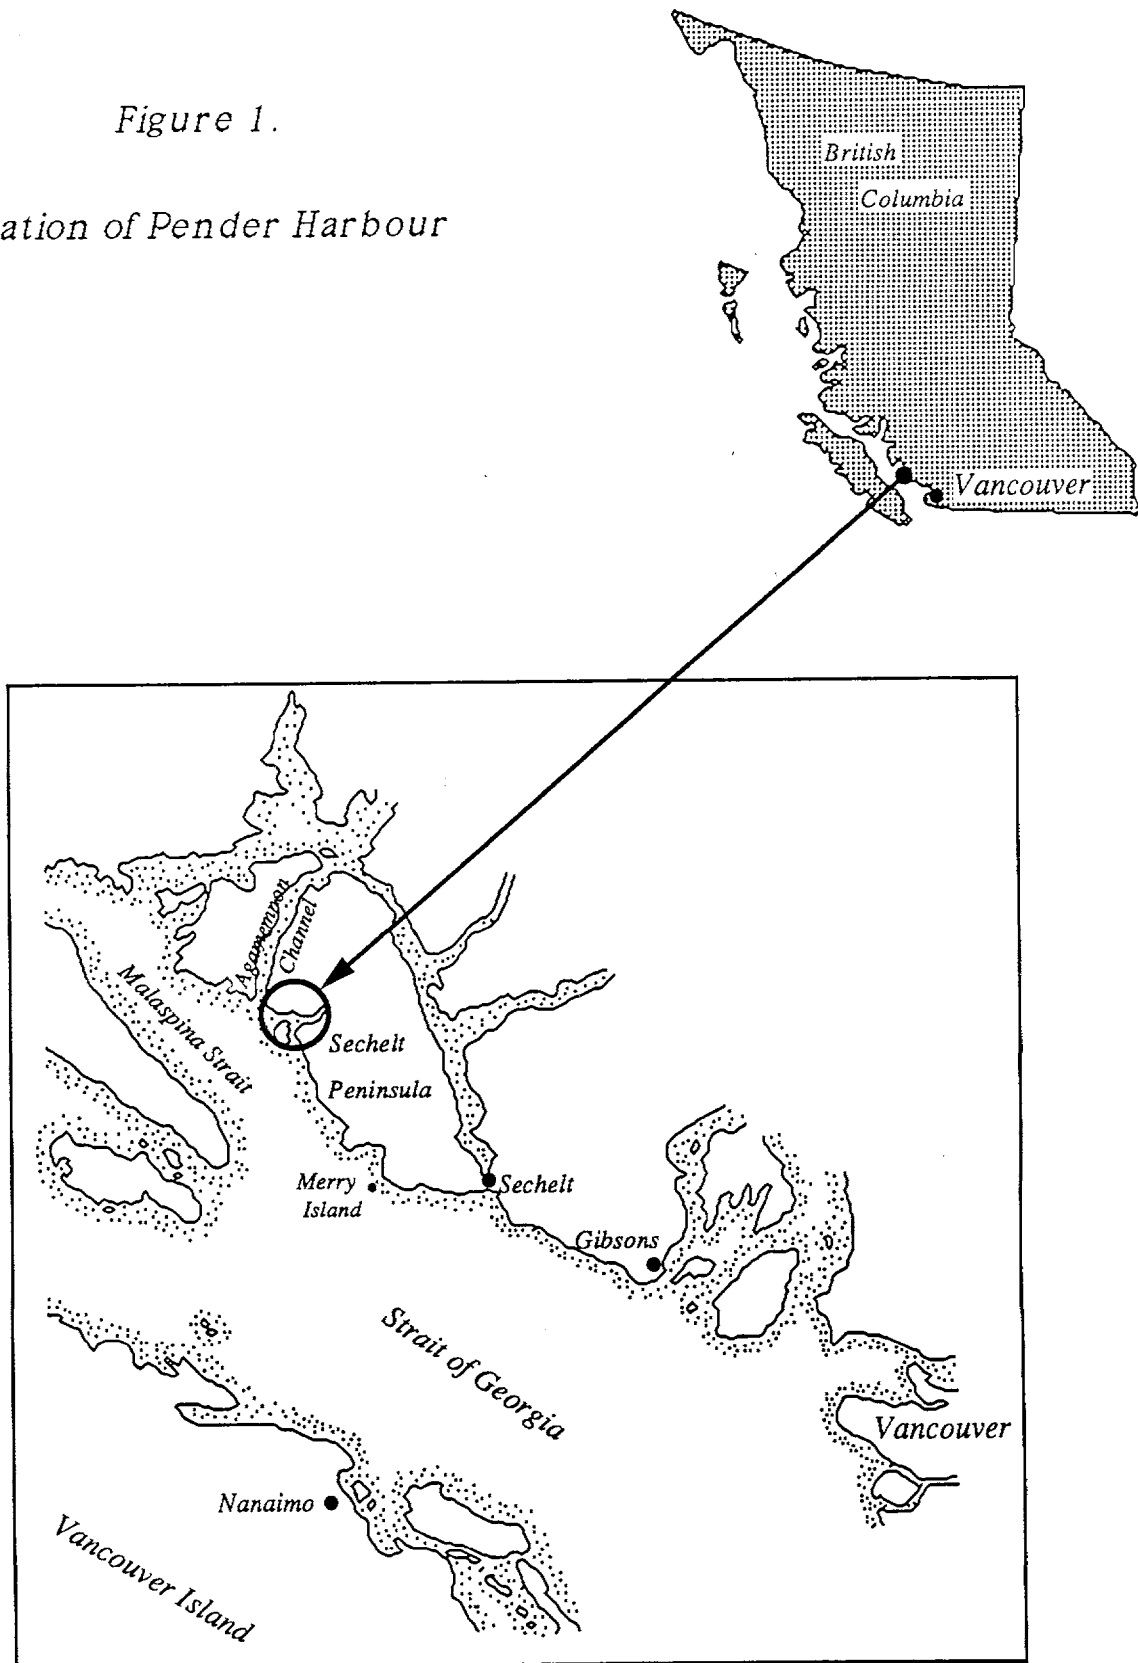 Figure 1.
ation of Pender Harbour
British
Columbia
Vancouver
Agamemnon
Channel
Malaspina Strait
Sechelt
Peninsula
Merry
Island
Sechelt
Gibsons
Strait of Georgia
Vancouver
Nanaimo
Vancouver Island